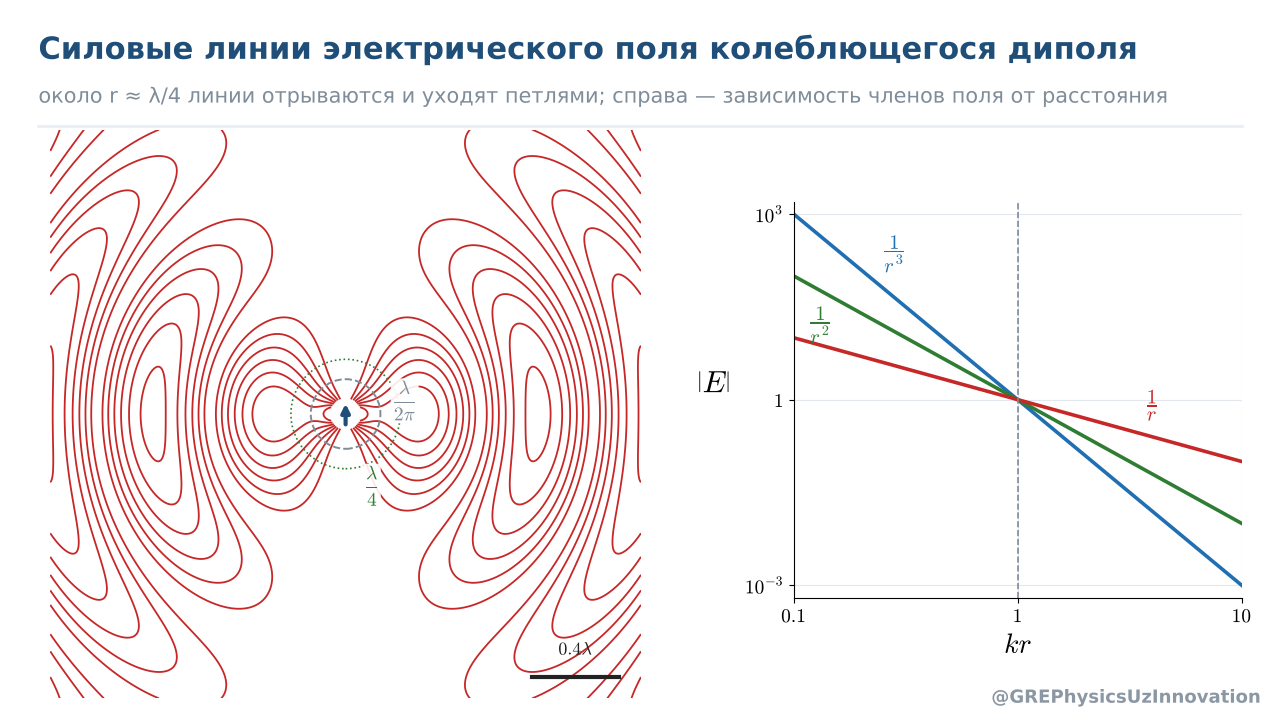 Силовые линии электрического поля колеблющегося диполя
около r ≈ λ/4 линии отрываются и уходят петлями; справа — зависимость членов поля от расстояния
λ/2π
λ/4
0.4λ
10³
1
10⁻³
|E|
1/r³
1/r²
1/r
0.1 1 10
kr
@GREPhysicsUzInnovation